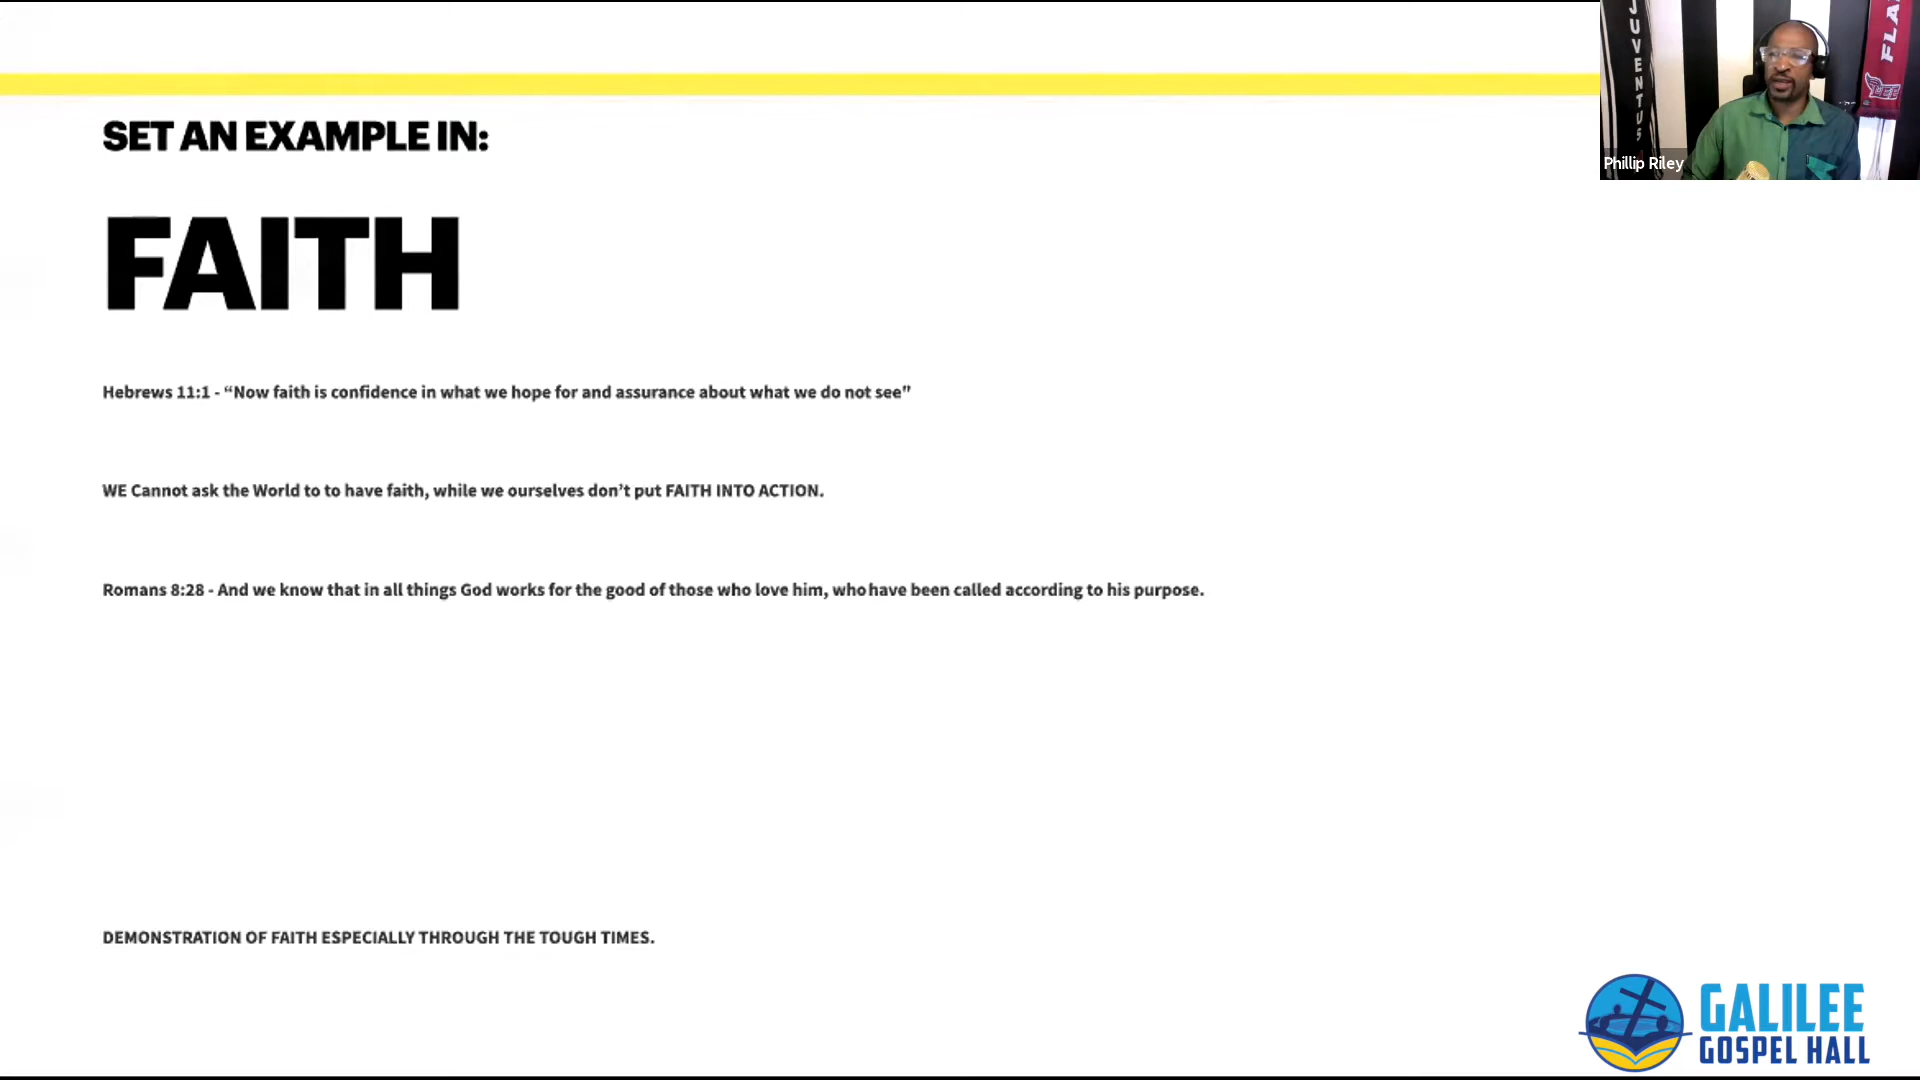 JUVENTUS
FLA
LEE
Phillip Riley
SET AN EXAMPLE IN:
FAITH
Hebrews 11:1 - “Now faith is confidence in what we hope for and assurance about what we do not see”
WE Cannot ask the World to to have faith, while we ourselves don’t put FAITH INTO ACTION.
Romans 8:28 - And we know that in all things God works for the good of those who love him, who have been called according to his purpose.
DEMONSTRATION OF FAITH ESPECIALLY THROUGH THE TOUGH TIMES.
GALILEE
GOSPEL HALL